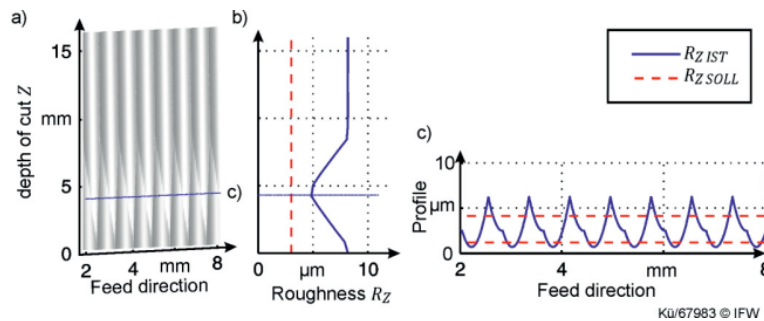 a)
15
mm
5
0
depth of cut Z
2 4 mm 8
Feed direction
b)
c)
0 µm 10
Roughness RZ
RZ IST
RZ SOLL
c)
10
µm
0
Profile
2 4 mm 8
Feed direction
Kü/67983 © IFW